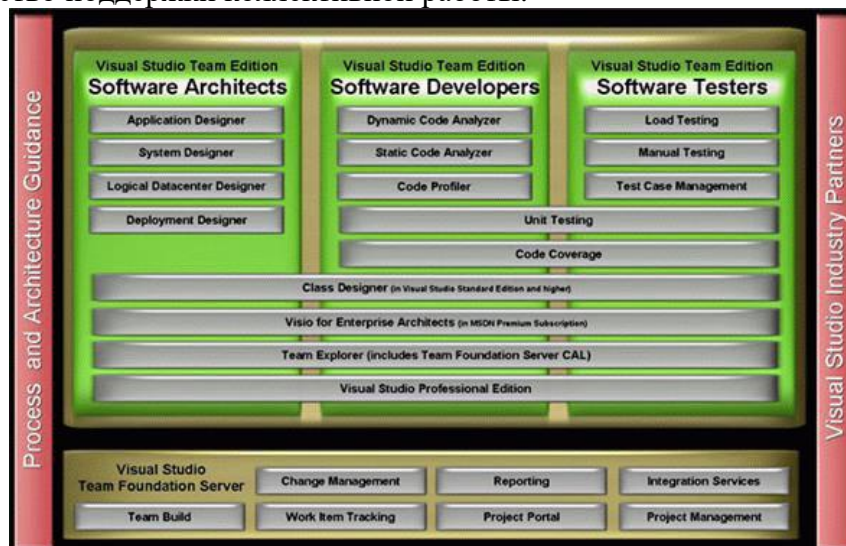 поддержки коллективной работы.
Process and Architecture Guidance
Visual Studio Team Edition
Software Architects
Application Designer
System Designer
Logical Datacenter Designer
Deployment Designer
Visual Studio Team Edition
Software Developers
Dynamic Code Analyzer
Static Code Analyzer
Code Profiler
Visual Studio Team Edition
Software Testers
Load Testing
Manual Testing
Test Case Management
Unit Testing
Code Coverage
Class Designer (in Visual Studio Standard Edition and higher)
Visio for Enterprise Architects (in MSDN Premium Subscription)
Team Explorer (includes Team Foundation Server CAL)
Visual Studio Professional Edition
Visual Studio
Team Foundation Server
Change Management
Reporting
Integration Services
Team Build
Work Item Tracking
Project Portal
Project Management
Visual Studio Industry Partners